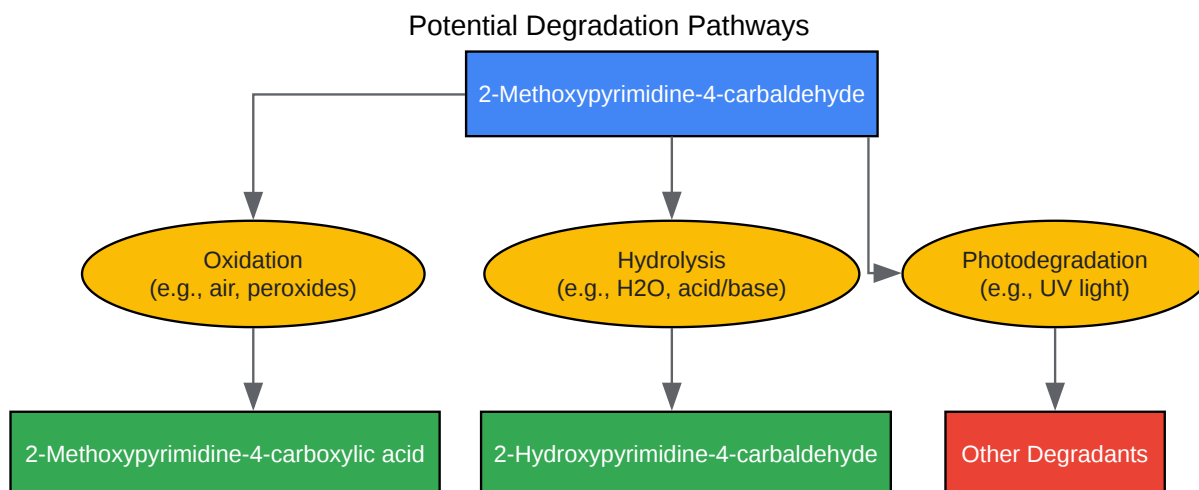 Potential Degradation Pathways
2-Methoxypyrimidine-4-carbaldehyde
Oxidation
(e.g., air, peroxides)
Hydrolysis
(e.g., H2O, acid/base)
Photodegradation
(e.g., UV light)
2-Methoxypyrimidine-4-carboxylic acid
2-Hydroxypyrimidine-4-carbaldehyde
Other Degradants